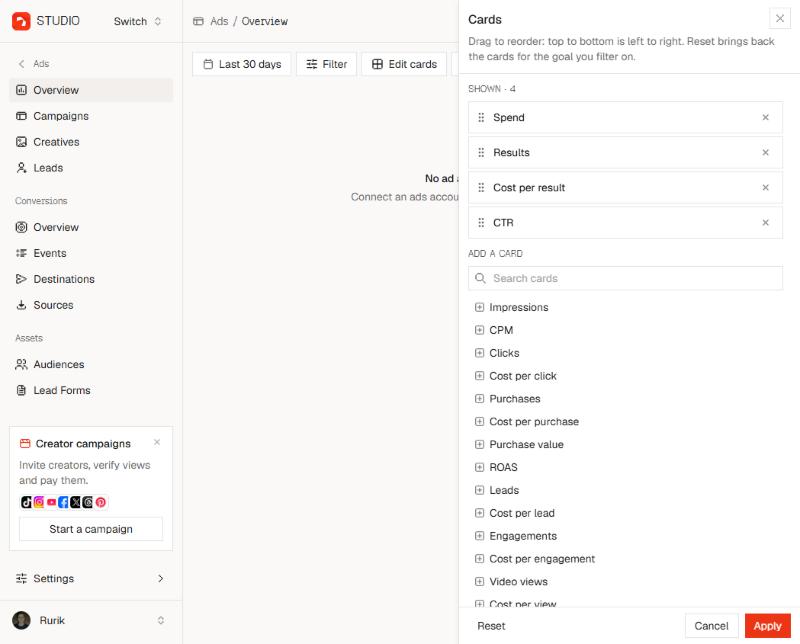 STUDIO
Switch
Ads
Overview
Campaigns
Creatives
Leads
Conversions
Overview
Events
Destinations
Sources
Assets
Audiences
Lead Forms
Creator campaigns
Invite creators, verify views
and pay them.
Start a campaign
Settings
Rurik
Ads / Overview
Last 30 days
Filter
Edit cards
No ad
Connect an ads accou
Cards
Drag to reorder: top to bottom is left to right. Reset brings back
the cards for the goal you filter on.
SHOWN · 4
Spend
Results
Cost per result
CTR
ADD A CARD
Search cards
Impressions
CPM
Clicks
Cost per click
Purchases
Cost per purchase
Purchase value
ROAS
Leads
Cost per lead
Engagements
Cost per engagement
Video views
Cost per view
Reset
Cancel
Apply